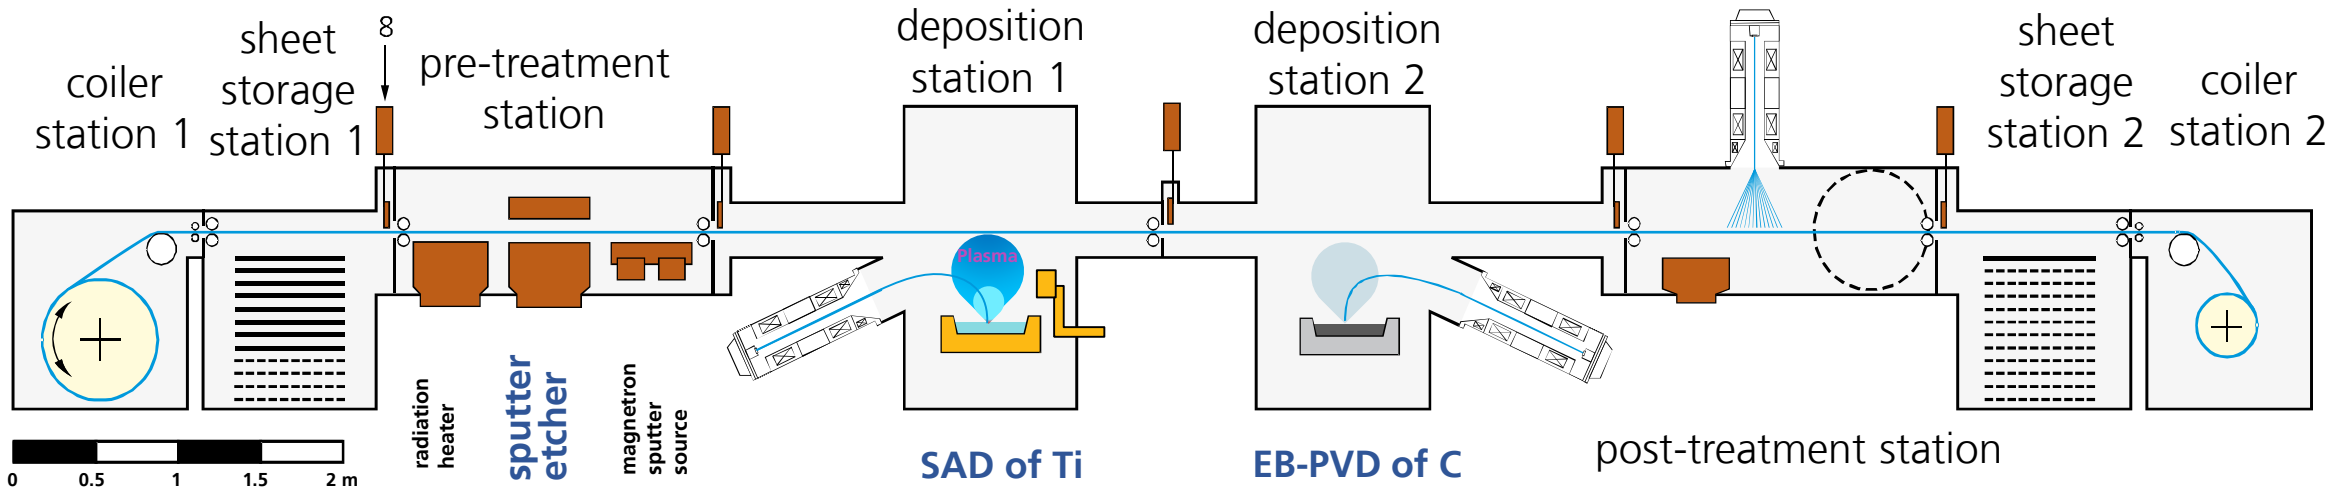 coiler
station 1
sheet
storage
station 1
8
pre-treatment
station
deposition
station 1
deposition
station 2
sheet
storage
station 2
coiler
station 2
Plasma
radiation
heater
sputter
etcher
magnetron
sputter
source
SAD of Ti
EB-PVD of C
post-treatment station
0 0.5 1 1.5 2 m